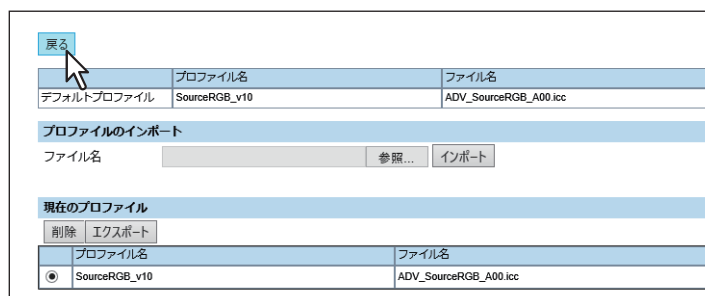 戻る
プロファイル名 ファイル名
デフォルトプロファイル SourceRGB_v10 ADV_SourceRGB_A00.icc
プロファイルのインポート
ファイル名 参照... インポート
現在のプロファイル
削除 エクスポート
プロファイル名 ファイル名
SourceRGB_v10 ADV_SourceRGB_A00.icc